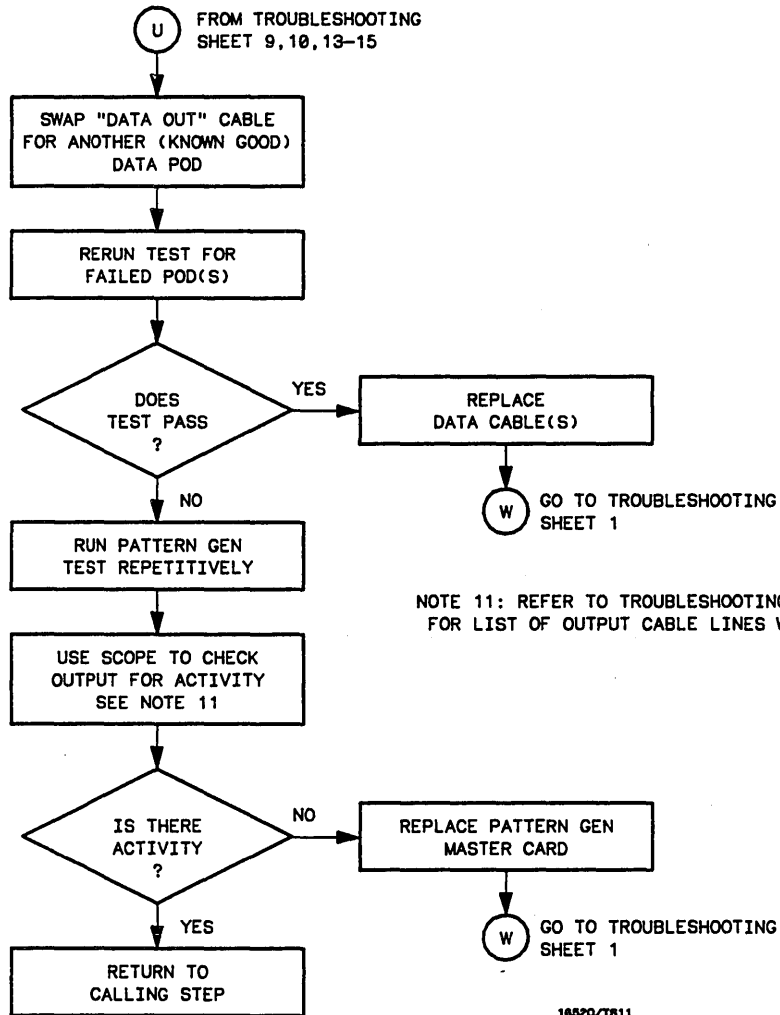 U
FROM TROUBLESHOOTING
SHEET 9,10,13-15
SWAP "DATA OUT" CABLE
FOR ANOTHER (KNOWN GOOD)
DATA POD
RERUN TEST FOR
FAILED POD(S)
DOES
TEST PASS
?
YES
REPLACE
DATA CABLE(S)
W
GO TO TROUBLESHOOTING
SHEET 1
NO
RUN PATTERN GEN
TEST REPETITIVELY
NOTE 11: REFER TO TROUBLESHOOTING
FOR LIST OF OUTPUT CABLE LINES
USE SCOPE TO CHECK
OUTPUT FOR ACTIVITY
SEE NOTE 11
IS THERE
ACTIVITY
?
NO
REPLACE PATTERN GEN
MASTER CARD
W
GO TO TROUBLESHOOTING
SHEET 1
YES
RETURN TO
CALLING STEP
16520/T811